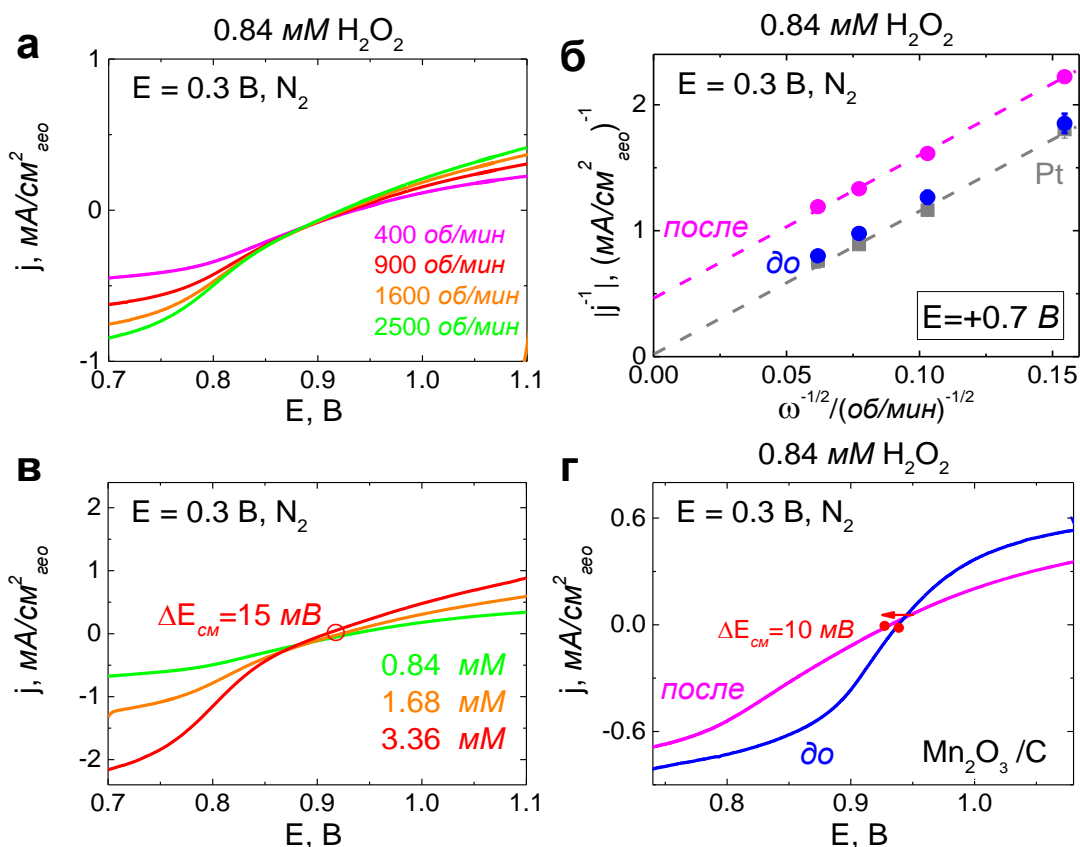 а
0.84 мМ H₂O₂
E = 0.3 В, N₂
j, мА/см²гео
1
0
-1
400 об/мин
900 об/мин
1600 об/мин
2500 об/мин
0.7 0.8 0.9 1.0 1.1
E, В
б
0.84 мМ H₂O₂
E = 0.3 В, N₂
|j⁻¹|, (мА/см²гео)⁻¹
2
1
0
Pt
после
до
E=+0.7 В
0.00 0.05 0.10 0.15
ω⁻¹/²/(об/мин)⁻¹/²
в
E = 0.3 В, N₂
j, мА/см²гео
2
1
0
-1
-2
ΔEсм=15 мВ
0.84 мМ
1.68 мМ
3.36 мМ
0.7 0.8 0.9 1.0 1.1
E, В
г
0.84 мМ H₂O₂
E = 0.3 В, N₂
j, мА/см²гео
0.6
0.0
-0.6
ΔEсм=10 мВ
после
до
Mn₂O₃ /C
0.8 0.9 1.0
E, В